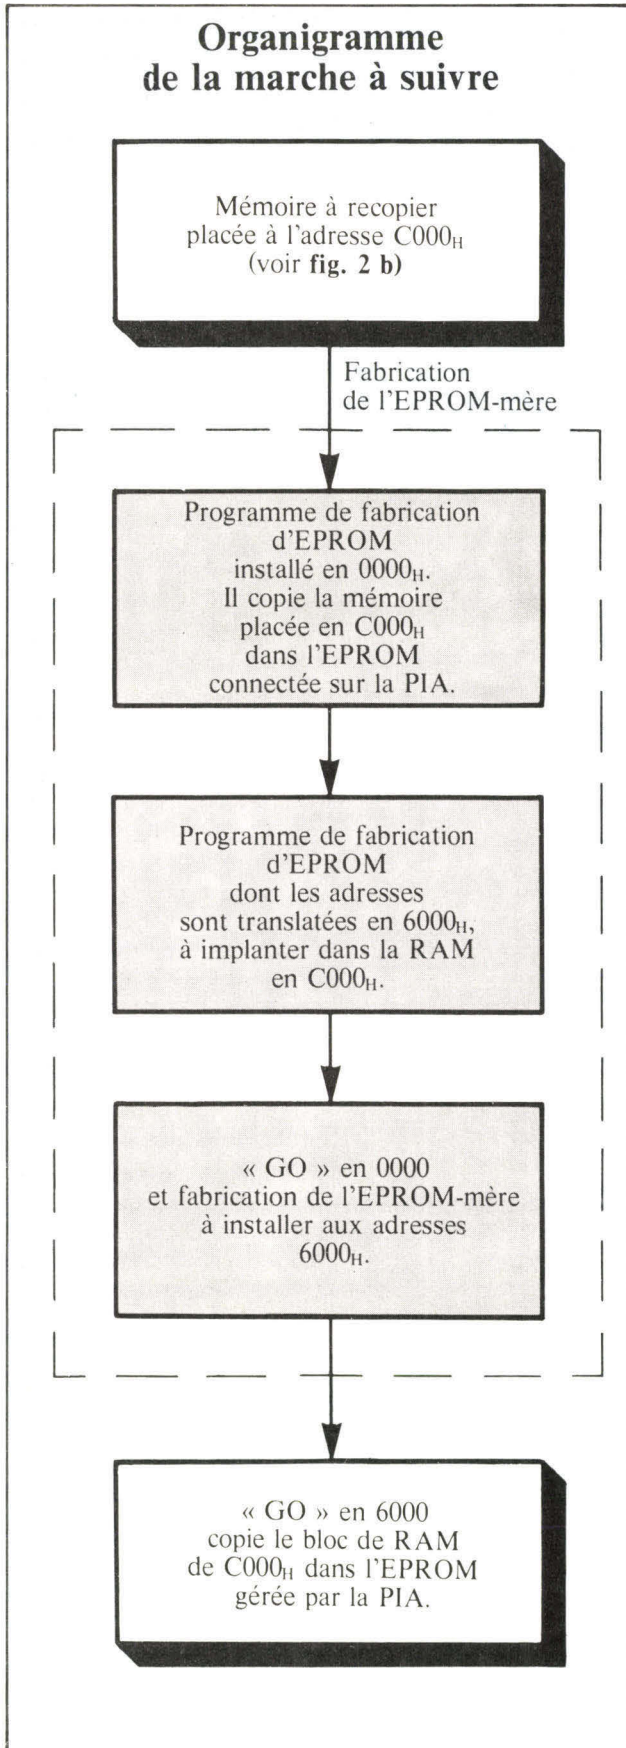 Organigramme
de la marche à suivre
Mémoire à recopier
placée à l'adresse C000H
(voir fig. 2 b)
Fabrication
de l'EPROM-mère
Programme de fabrication
d'EPROM
installé en 0000H.
Il copie la mémoire
placée en C000H
dans l'EPROM
connectée sur la PIA.
Programme de fabrication
d'EPROM
dont les adresses
sont translatées en 6000H,
à implanter dans la RAM
en C000H.
« GO » en 0000
et fabrication de l'EPROM-mère
à installer aux adresses
6000H.
« GO » en 6000
copie le bloc de RAM
de C000H dans l'EPROM
gérée par la PIA.